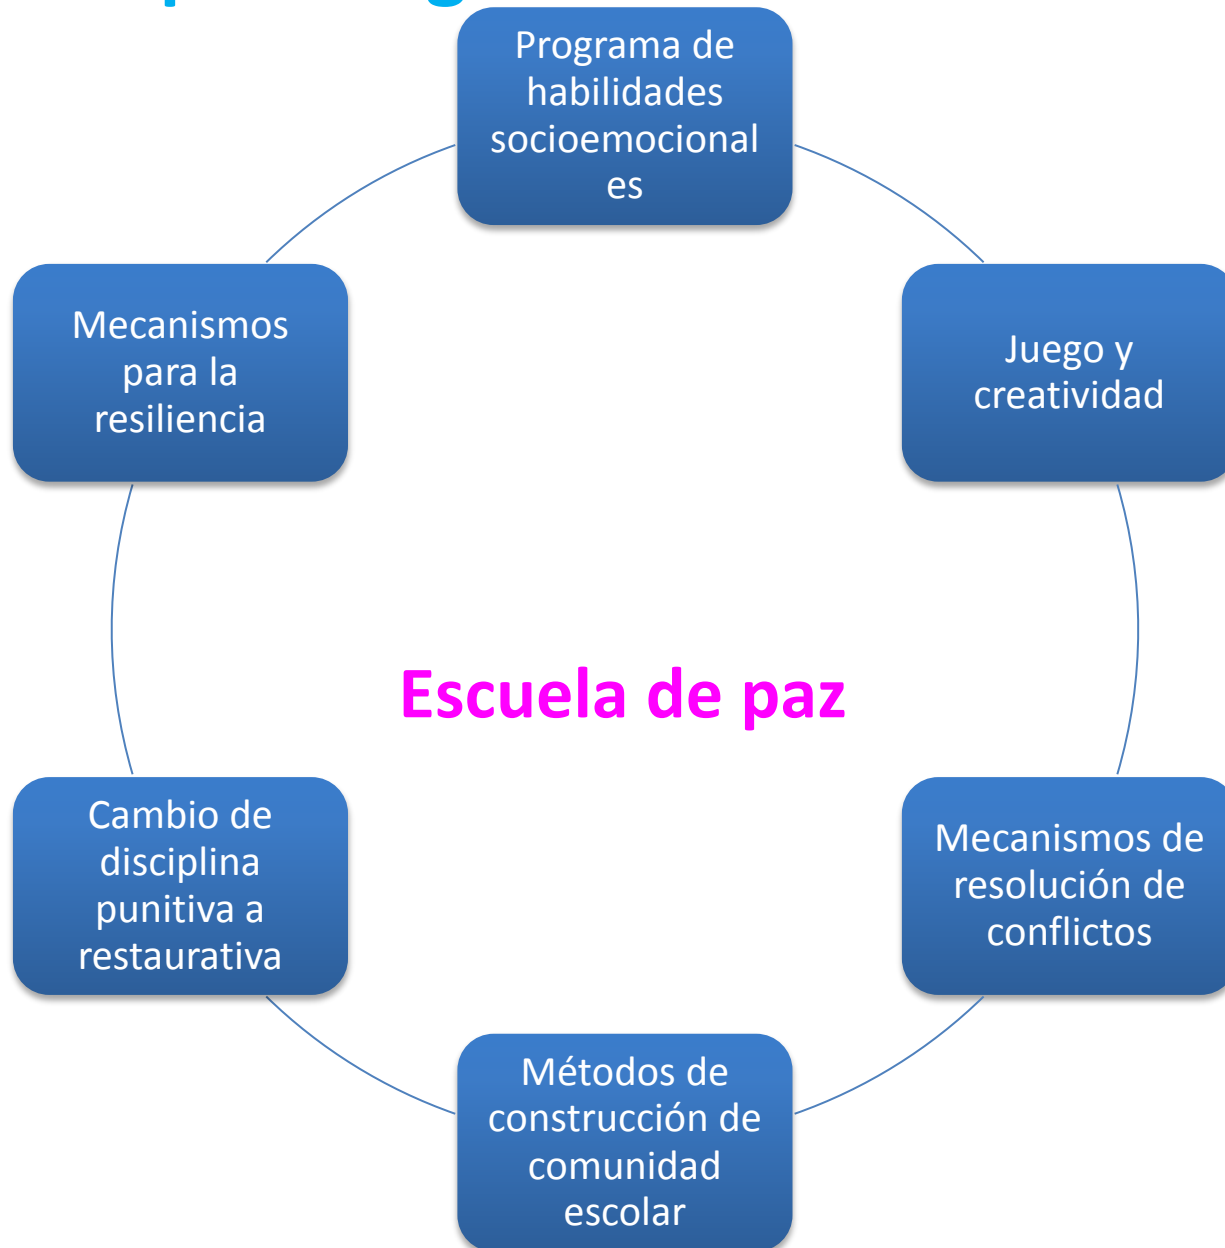 Programa de
habilidades
socioemocional
es
Juego y
creatividad
Mecanismos de
resolución de
conflictos
Métodos de
construcción de
comunidad
escolar
Cambio de
disciplina
punitiva a
restaurativa
Mecanismos
para la
resiliencia
Escuela de paz